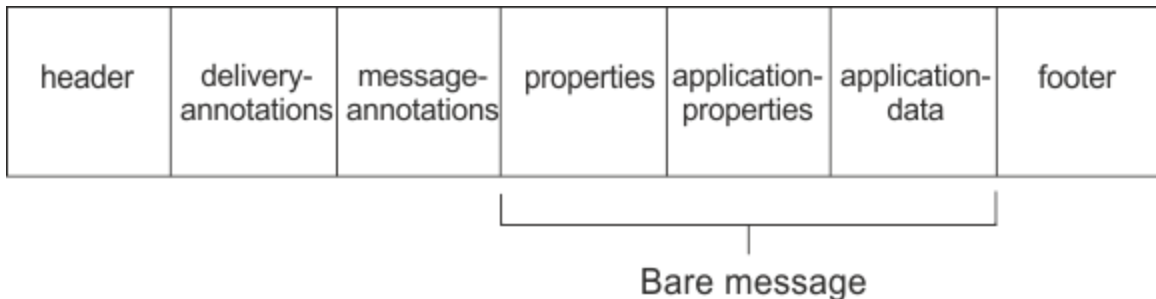 header
delivery-
annotations
message-
annotations
properties
application-
properties
application-
data
footer
Bare message